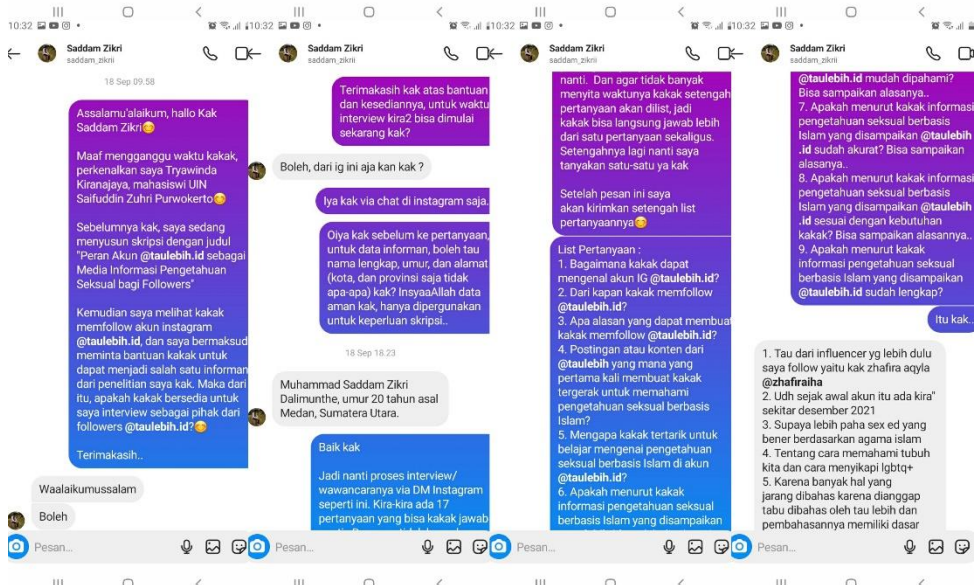 10:32
Saddam Zikri
saddam_zikrii
18 Sep 09.58
Assalamu'alaikum, hallo Kak
Saddam Zikri😊
Maaf mengganggu waktu kakak,
perkenalkan saya Tryawinda
Kiranajaya, mahasiswi UIN
Saifuddin Zuhri Purwokerto😊
Sebelumnya kak, saya sedang
menyusun skripsi dengan judul
"Peran Akun @taulebih.id sebagai
Media Informasi Pengetahuan
Seksual bagi Followers"
Kemudian saya melihat kakak
memfollow akun instagram
@taulebih.id, dan saya bermaksud
meminta bantuan kakak untuk
dapat menjadi salah satu informan
dari penelitian saya kak. Maka dari
itu, apakah kakak bersedia untuk
saya interview sebagai pihak dari
followers @taulebih.id?😊
Terimakasih..
Waalaikumussalam
Boleh
Pesan...
10:32
Saddam Zikri
saddam_zikrii
Terimakasih kak atas bantuan
dan kesediannya, untuk waktu
interview kira2 bisa dimulai
sekarang kak?
Boleh, dari ig ini aja kan kak ?
Iya kak via chat di instagram saja.
Oiya kak sebelum ke pertanyaan,
untuk data informan, boleh tau
nama lengkap, umur, dan alamat
(kota, dan provinsi saja tidak
apa-apa) kak? InsyaaAllah data
aman kak, hanya dipergunakan
untuk keperluan skripsi..
18 Sep 18.23
Muhammad Saddam Zikri
Dalimunthe, umur 20 tahun asal
Medan, Sumatera Utara.
Baik kak
Jadi nanti proses interview/
wawancaranya via DM Instagram
seperti ini. Kira-kira ada 17
pertanyaan yang bisa kakak jawab
Pesan...
10:32
Saddam Zikri
saddam_zikrii
nanti. Dan agar tidak banyak
menyita waktunya kakak setengah
pertanyaan akan dilist, jadi
kakak bisa langsung jawab lebih
dari satu pertanyaan sekaligus.
Setengahnya lagi nanti saya
tanyakan satu-satu ya kak
Setelah pesan ini saya
akan kirimkan setengah list
pertanyaannya😊
List Pertanyaan :
1. Bagaimana kakak dapat
mengenal akun IG @taulebih.id?
2. Dari kapan kakak memfollow
@taulebih.id?
3. Apa alasan yang dapat membuat
kakak memfollow @taulebih.id?
4. Postingan atau konten dari
@taulebih yang mana yang
pertama kali membuat kakak
tergerak untuk memahami
pengetahuan seksual berbasis
Islam?
5. Mengapa kakak tertarik untuk
belajar mengenai pengetahuan
seksual berbasis Islam di akun
@taulebih.id?
6. Apakah menurut kakak
informasi pengetahuan seksual
berbasis Islam yang disampaikan
Pesan...
10:32
Saddam Zikri
saddam_zikrii
@taulebih.id mudah dipahami?
Bisa sampaikan alasanya..
7. Apakah menurut kakak informasi
pengetahuan seksual berbasis
Islam yang disampaikan @taulebih
.id sudah akurat? Bisa sampaikan
alasanya..
8. Apakah menurut kakak informasi
pengetahuan seksual berbasis
Islam yang disampaikan @taulebih
.id sesuai dengan kebutuhan
kakak? Bisa sampaikan alasannya..
9. Apakah menurut kakak
informasi pengetahuan seksual
berbasis Islam yang disampaikan
@taulebih.id sudah lengkap?
Itu kak..
1. Tau dari influencer yg lebih dulu
saya follow yaitu kak zhafira aqyla
@zhafiraiha
2. Udh sejak awal akun itu ada kira"
sekitar desember 2021
3. Supaya lebih paha sex ed yang
bener berdasarkan agama islam
4. Tentang cara memahami tubuh
kita dan cara menyikapi lgbtq+
5. Karena banyak hal yang
jarang dibahas karena dianggap
tabu dibahas oleh tau lebih dan
pembahasannya memiliki dasar
Pesan...